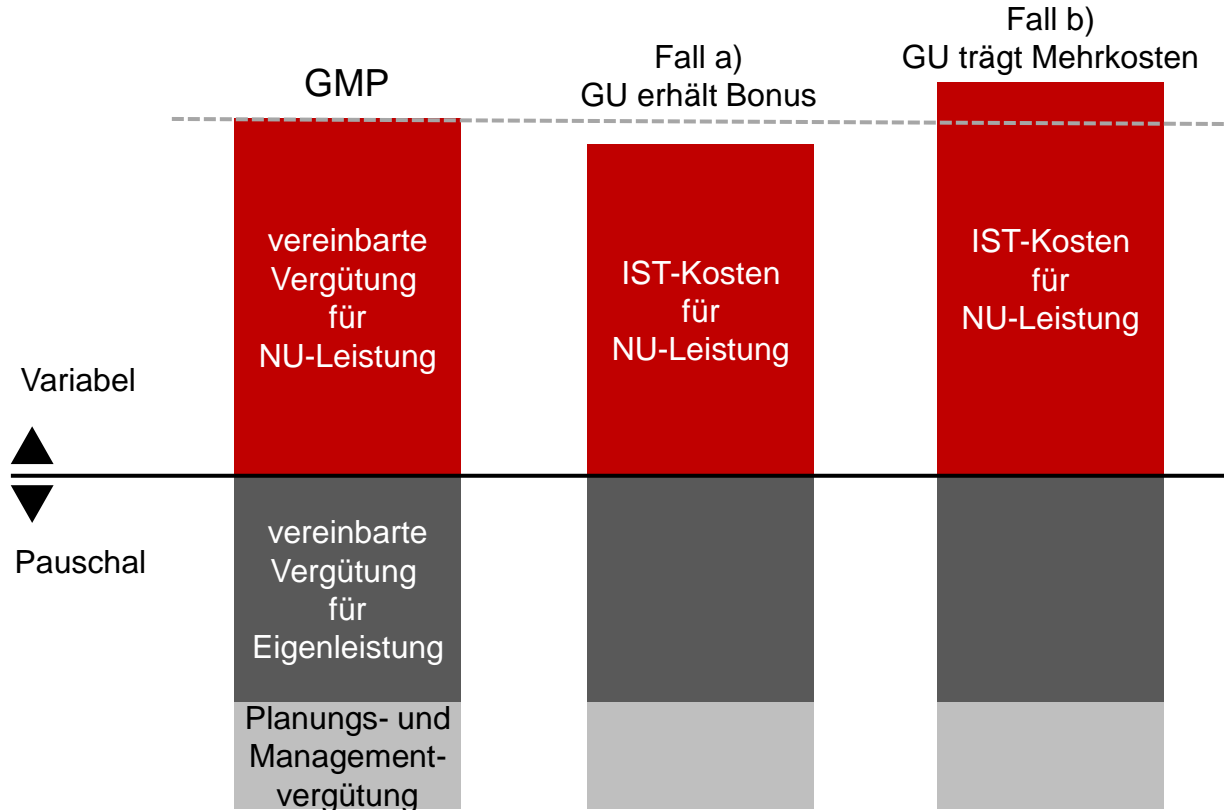 GMP
Fall a)
GU erhält Bonus
Fall b)
GU trägt Mehrkosten
vereinbarte
Vergütung
für
NU-Leistung
IST-Kosten
für
NU-Leistung
IST-Kosten
für
NU-Leistung
Variabel
Pauschal
vereinbarte
Vergütung
für
Eigenleistung
Planungs- und
Management-
vergütung